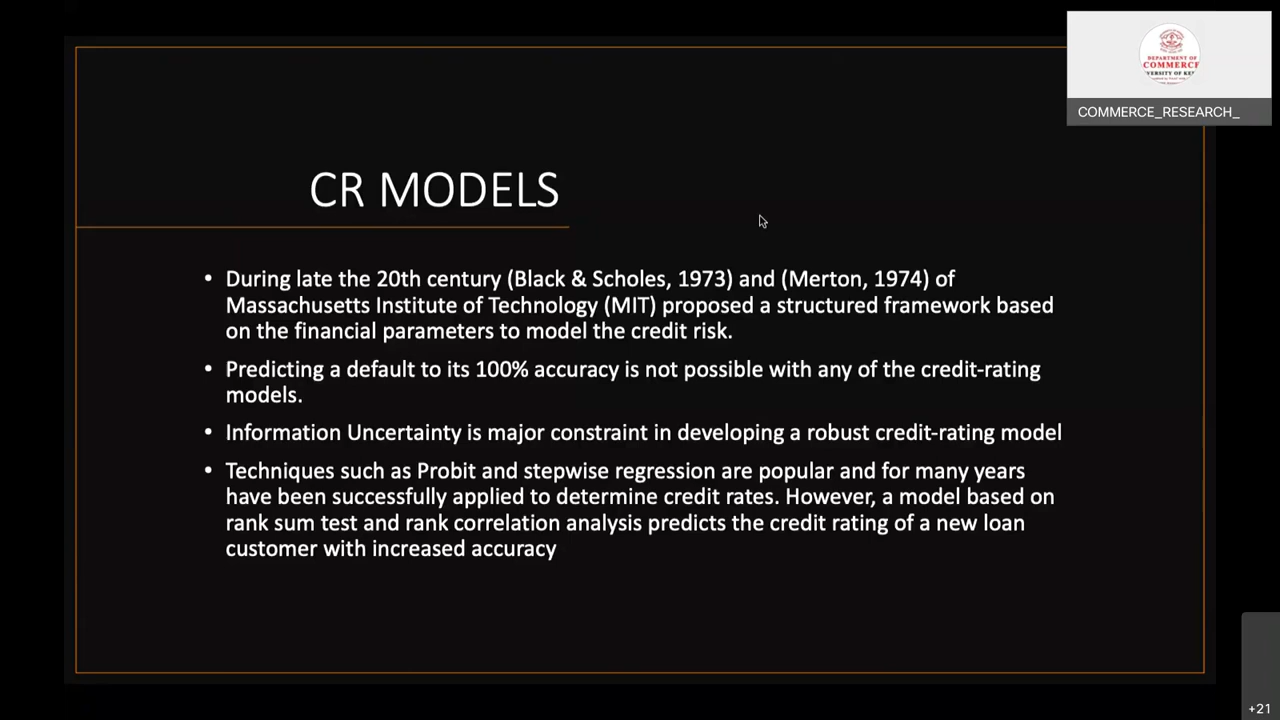 DEPARTMENT OF
COMMERCE
COMMERCE_RESEARCH_
CR MODELS
• During late the 20th century (Black & Scholes, 1973) and (Merton, 1974) of
Massachusetts Institute of Technology (MIT) proposed a structured framework based
on the financial parameters to model the credit risk.
• Predicting a default to its 100% accuracy is not possible with any of the credit-rating
models.
• Information Uncertainty is major constraint in developing a robust credit-rating model
• Techniques such as Probit and stepwise regression are popular and for many years
have been successfully applied to determine credit rates. However, a model based on
rank sum test and rank correlation analysis predicts the credit rating of a new loan
customer with increased accuracy
+21